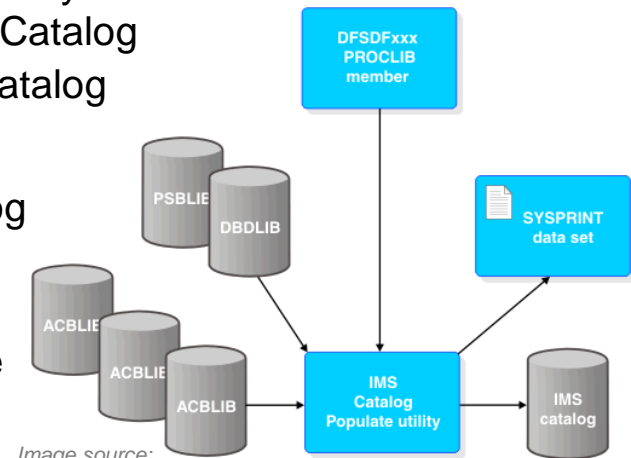 y
Catalog
atalog
og
e
DFSDFxxx
PROCLIB
member
PSBLIB
DBDLIB
SYSPRINT
data set
ACBLIB
ACBLIB
ACBLIB
IMS
Catalog
Populate utility
IMS
catalog
Image source: